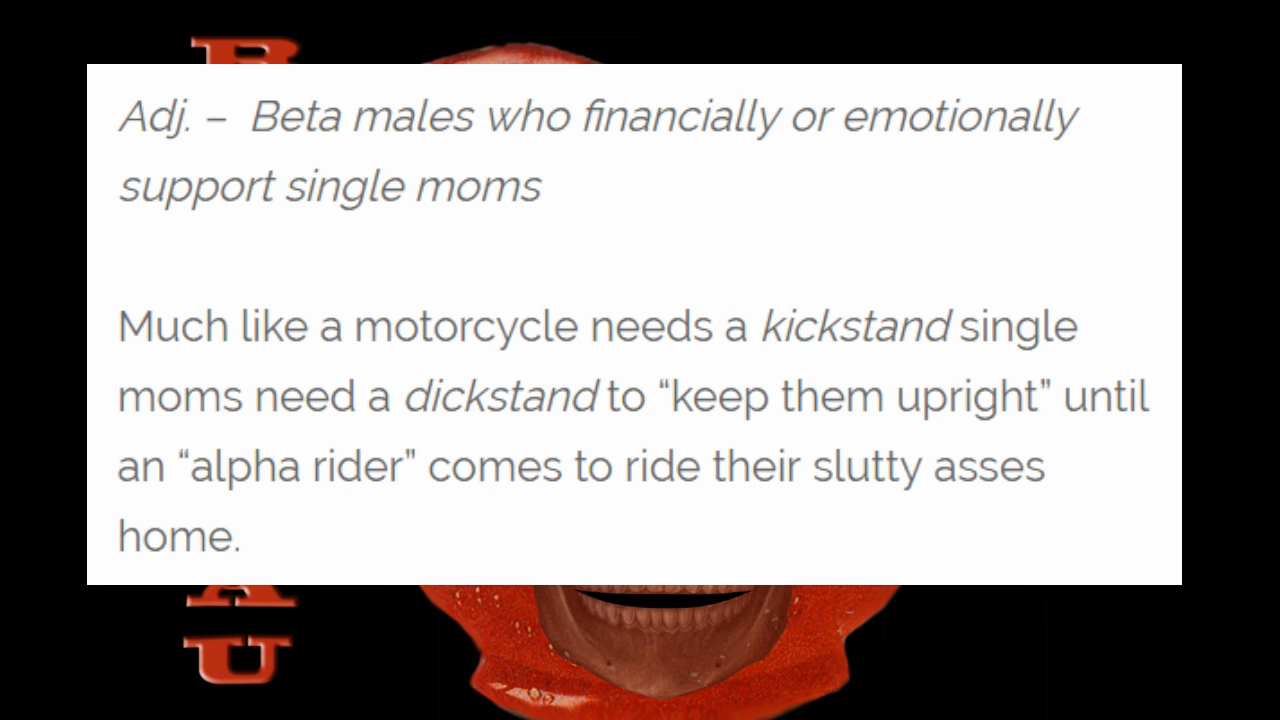 Adj. – Beta males who financially or emotionally
support single moms
Much like a motorcycle needs a kickstand single
moms need a dickstand to “keep them upright” until
an “alpha rider” comes to ride their slutty asses
home.
A
U